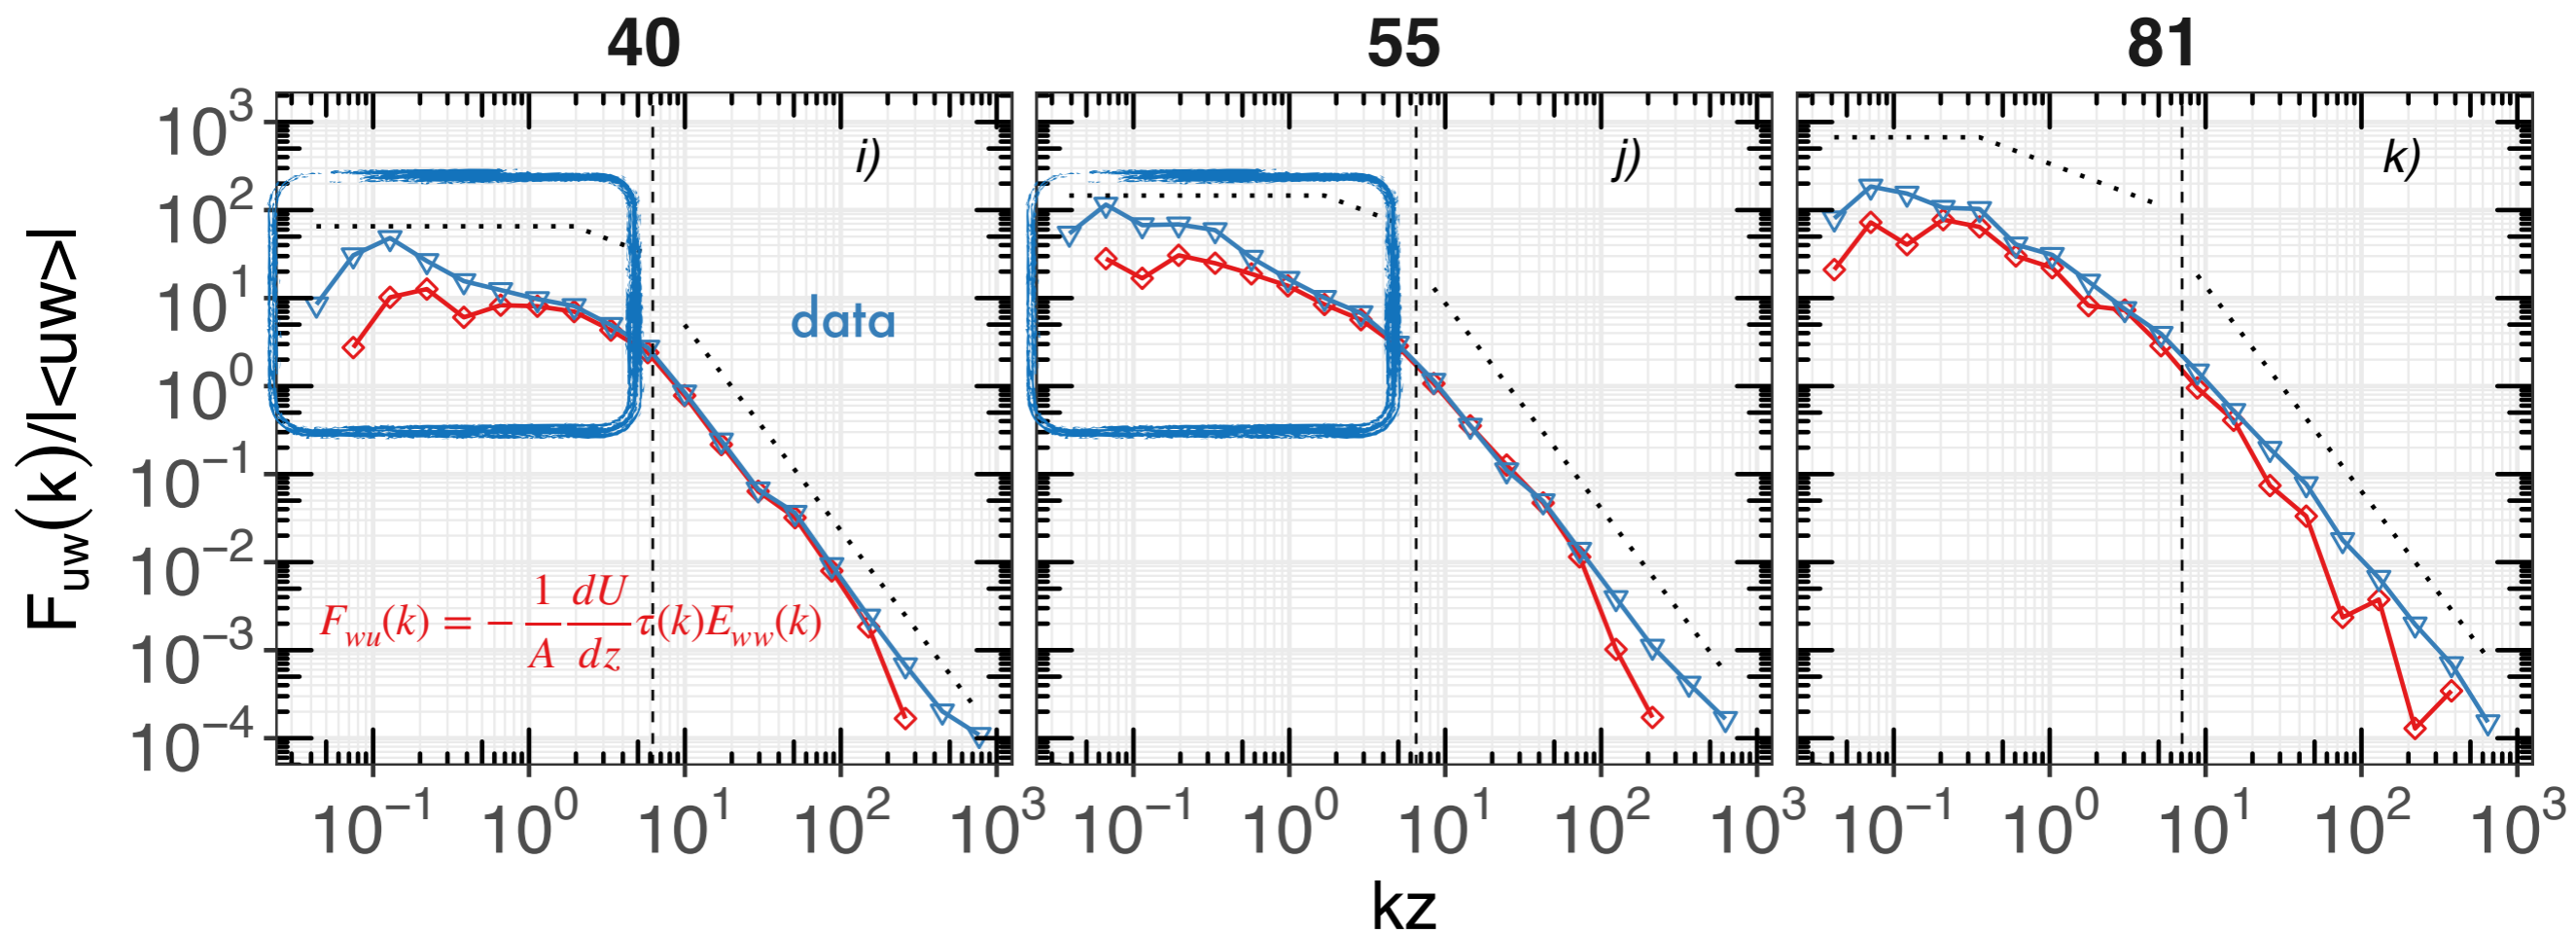 40 55 81
F_uw(k)/|<uw>|
10^3
10^2
10^1
10^0
10^−1
10^−2
10^−3
10^−4
i) j) k)
data
F_wu(k) = − 1/A dU/dz τ(k)E_ww(k)
10^−1 10^0 10^1 10^2 10^3 10^−1 10^0 10^1 10^2 10^3 10^−1 10^0 10^1 10^2 10^3
kz